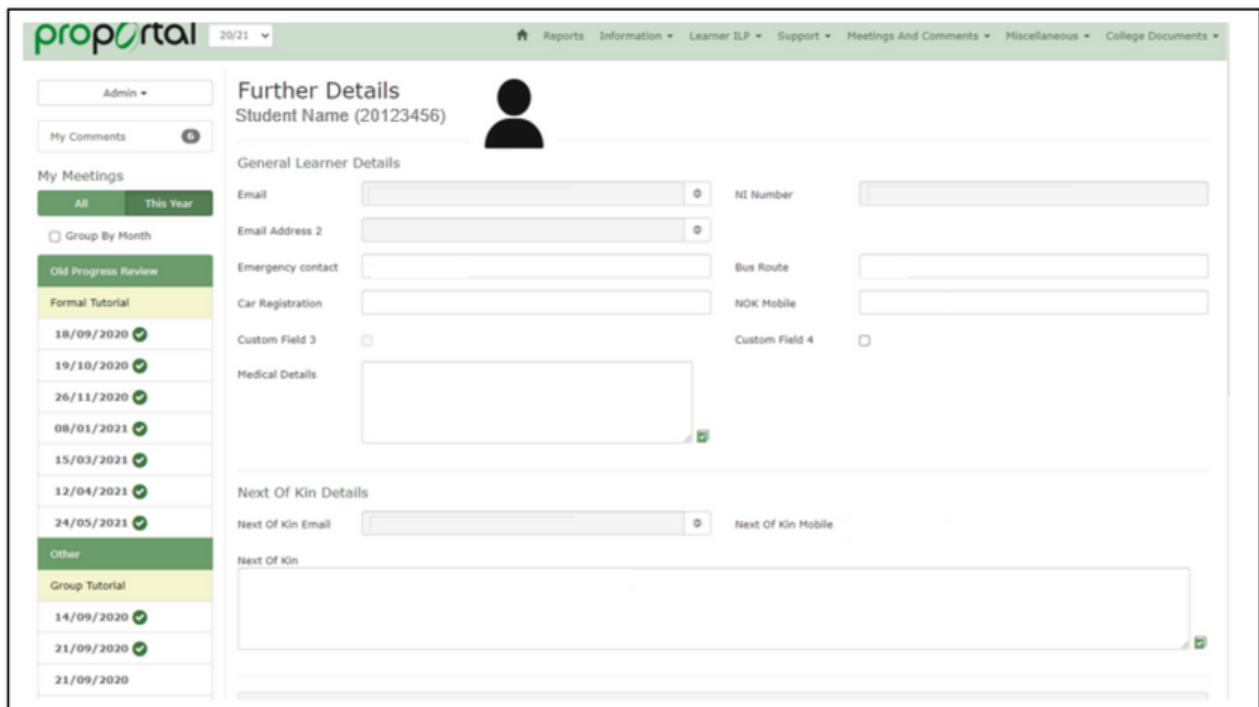 proportal
20/21
Reports Information Learner ILP Support Meetings And Comments Miscellaneous College Documents
Admin
My Comments 6
My Meetings
All This Year
Group By Month
Old Progress Review
Formal Tutorial
18/09/2020
19/10/2020
26/11/2020
08/01/2021
15/03/2021
12/04/2021
24/05/2021
Other
Group Tutorial
14/09/2020
21/09/2020
21/09/2020
Further Details
Student Name (20123456)
General Learner Details
Email NI Number
Email Address 2
Emergency contact Bus Route
Car Registration NOK Mobile
Custom Field 3 Custom Field 4
Medical Details
Next Of Kin Details
Next Of Kin Email Next Of Kin Mobile
Next Of Kin